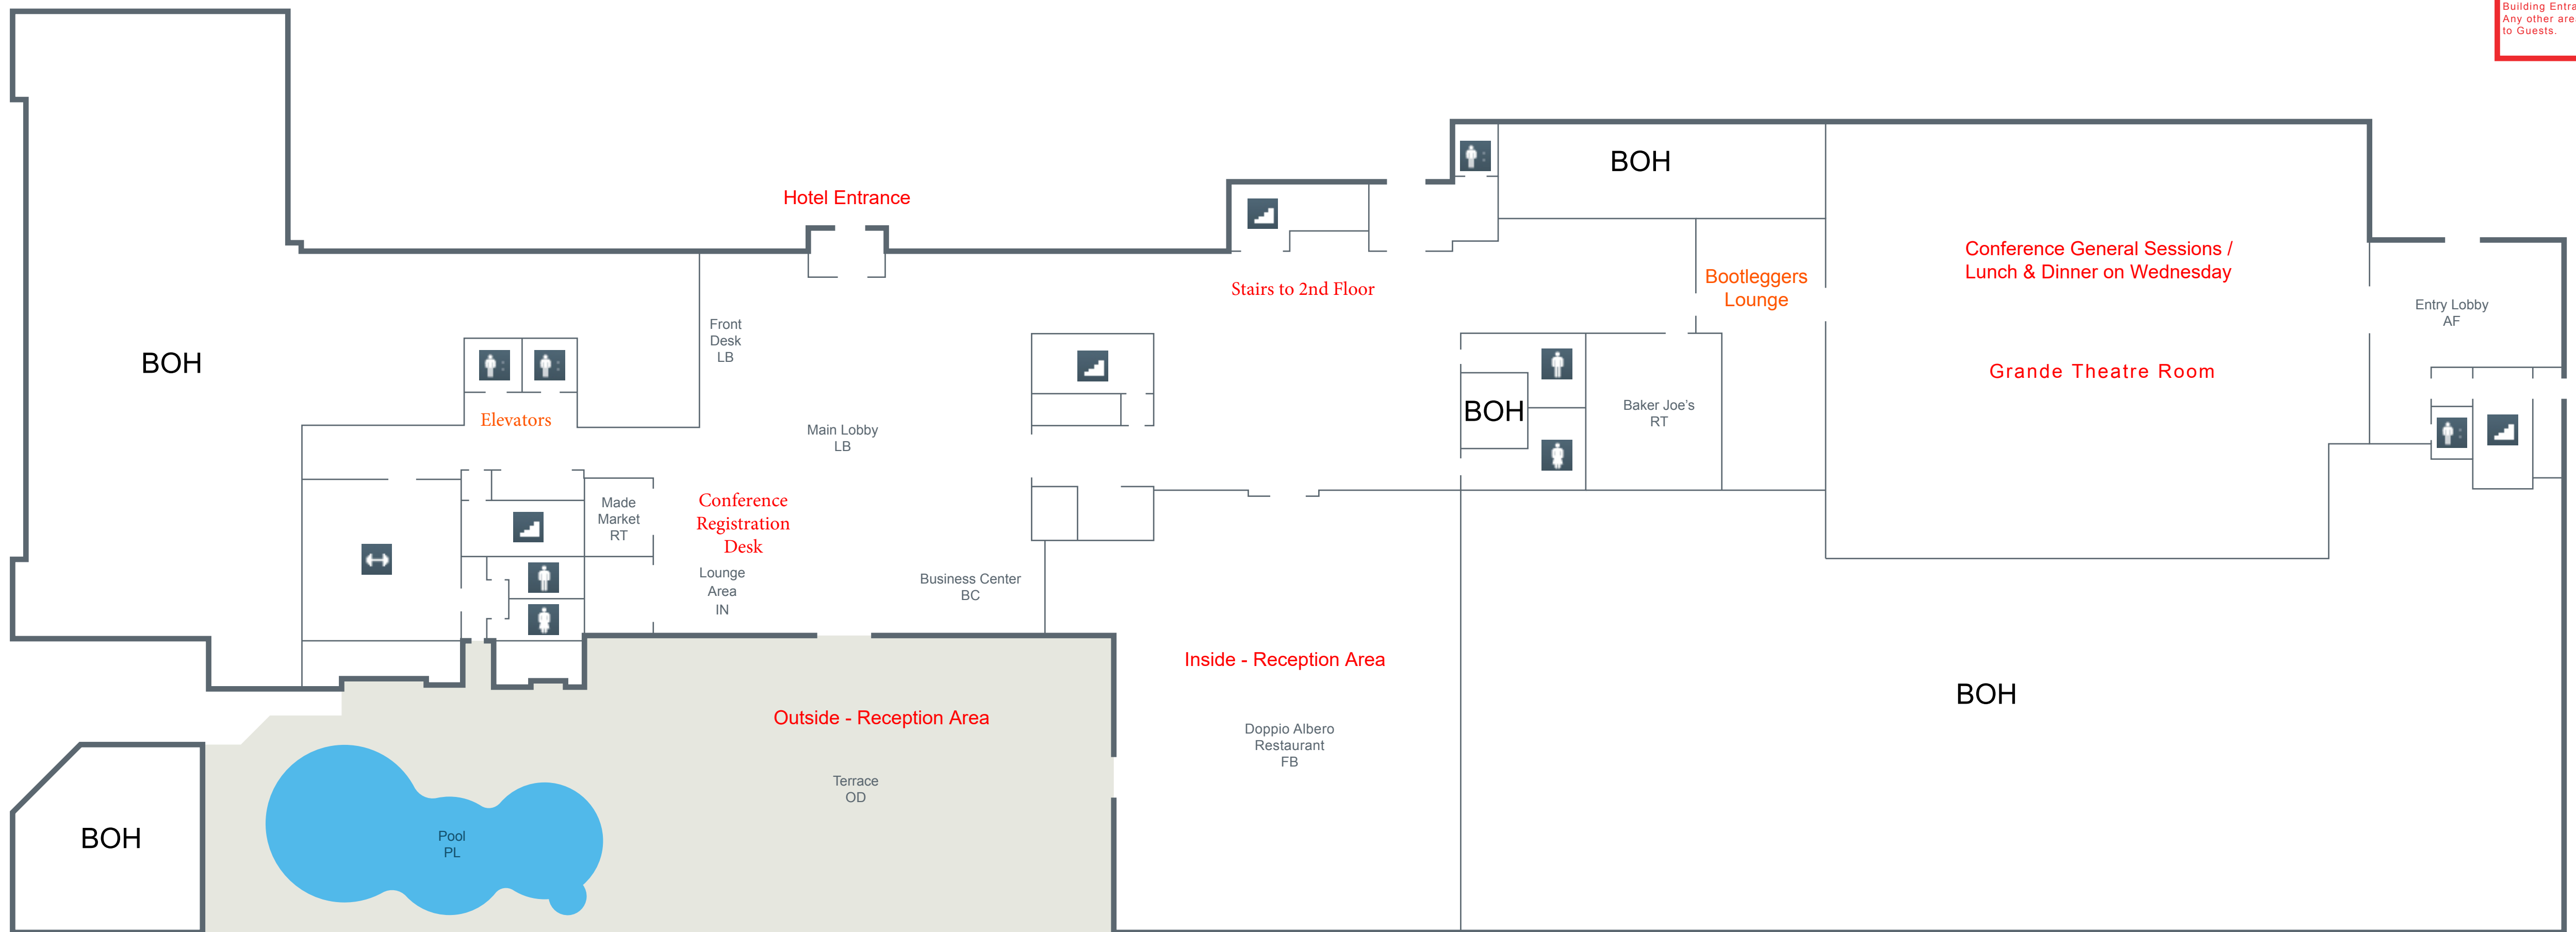 Building Entra
Any other are
to Guests.
BOH
Hotel Entrance
BOH
Conference General Sessions /
Lunch & Dinner on Wednesday
Bootleggers
Lounge
Stairs to 2nd Floor
Entry Lobby
AF
Front
Desk
LB
BOH
Grande Theatre Room
Elevators
Main Lobby
LB
BOH
Baker Joe's
RT
Made
Market
RT
Conference
Registration
Desk
Lounge
Area
IN
Business Center
BC
Inside - Reception Area
BOH
Outside - Reception Area
Doppio Albero
Restaurant
FB
Terrace
OD
BOH
Pool
PL